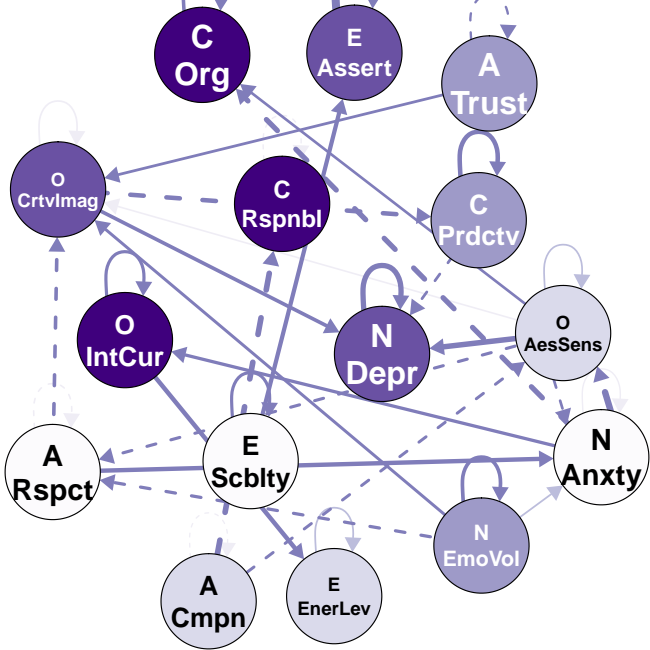 C
Org
E
Assert
A
Trust
O
CrtvImag
C
Rspnbl
C
Prdctv
O
IntCur
N
Depr
O
AesSens
A
Rspct
E
Scblty
N
Anxty
N
EmoVol
A
Cmpn
E
EnerLev